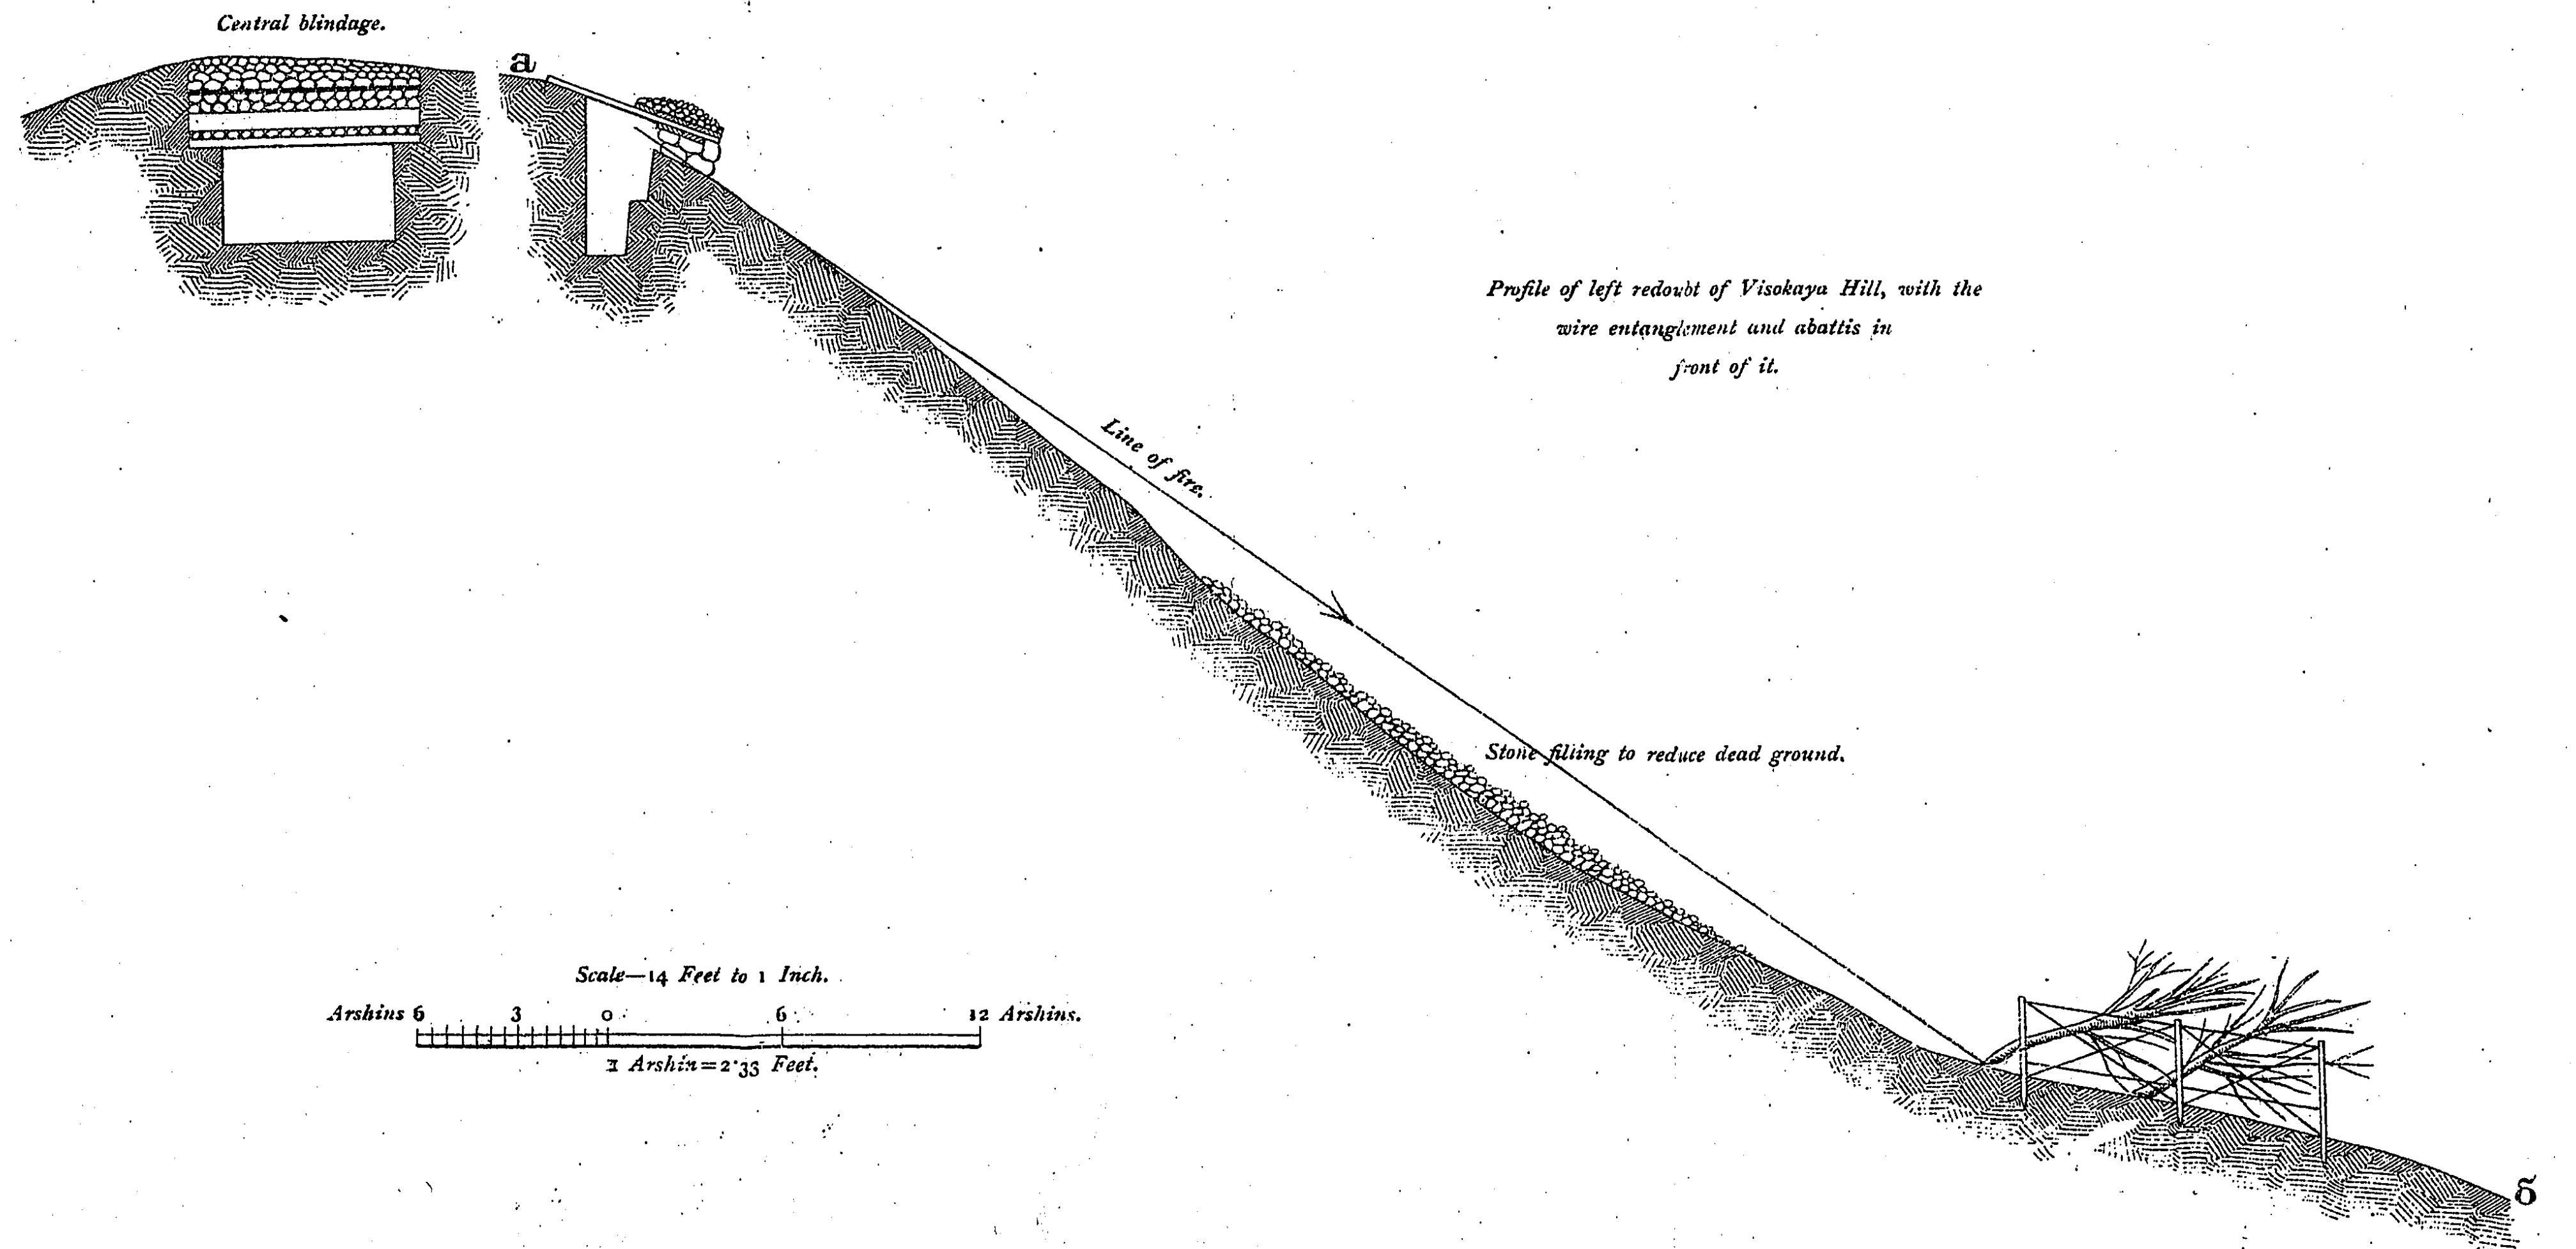 Central blindage.
a
Profile of left redoubt of Visokaya Hill, with the
wire entanglement and abattis in
front of it.
Line of fire.
Stone filling to reduce dead ground.
Scale—14 Feet to 1 Inch.
Arshins 6 3 0 6 12 Arshins.
1 Arshin=2·33 Feet.
б